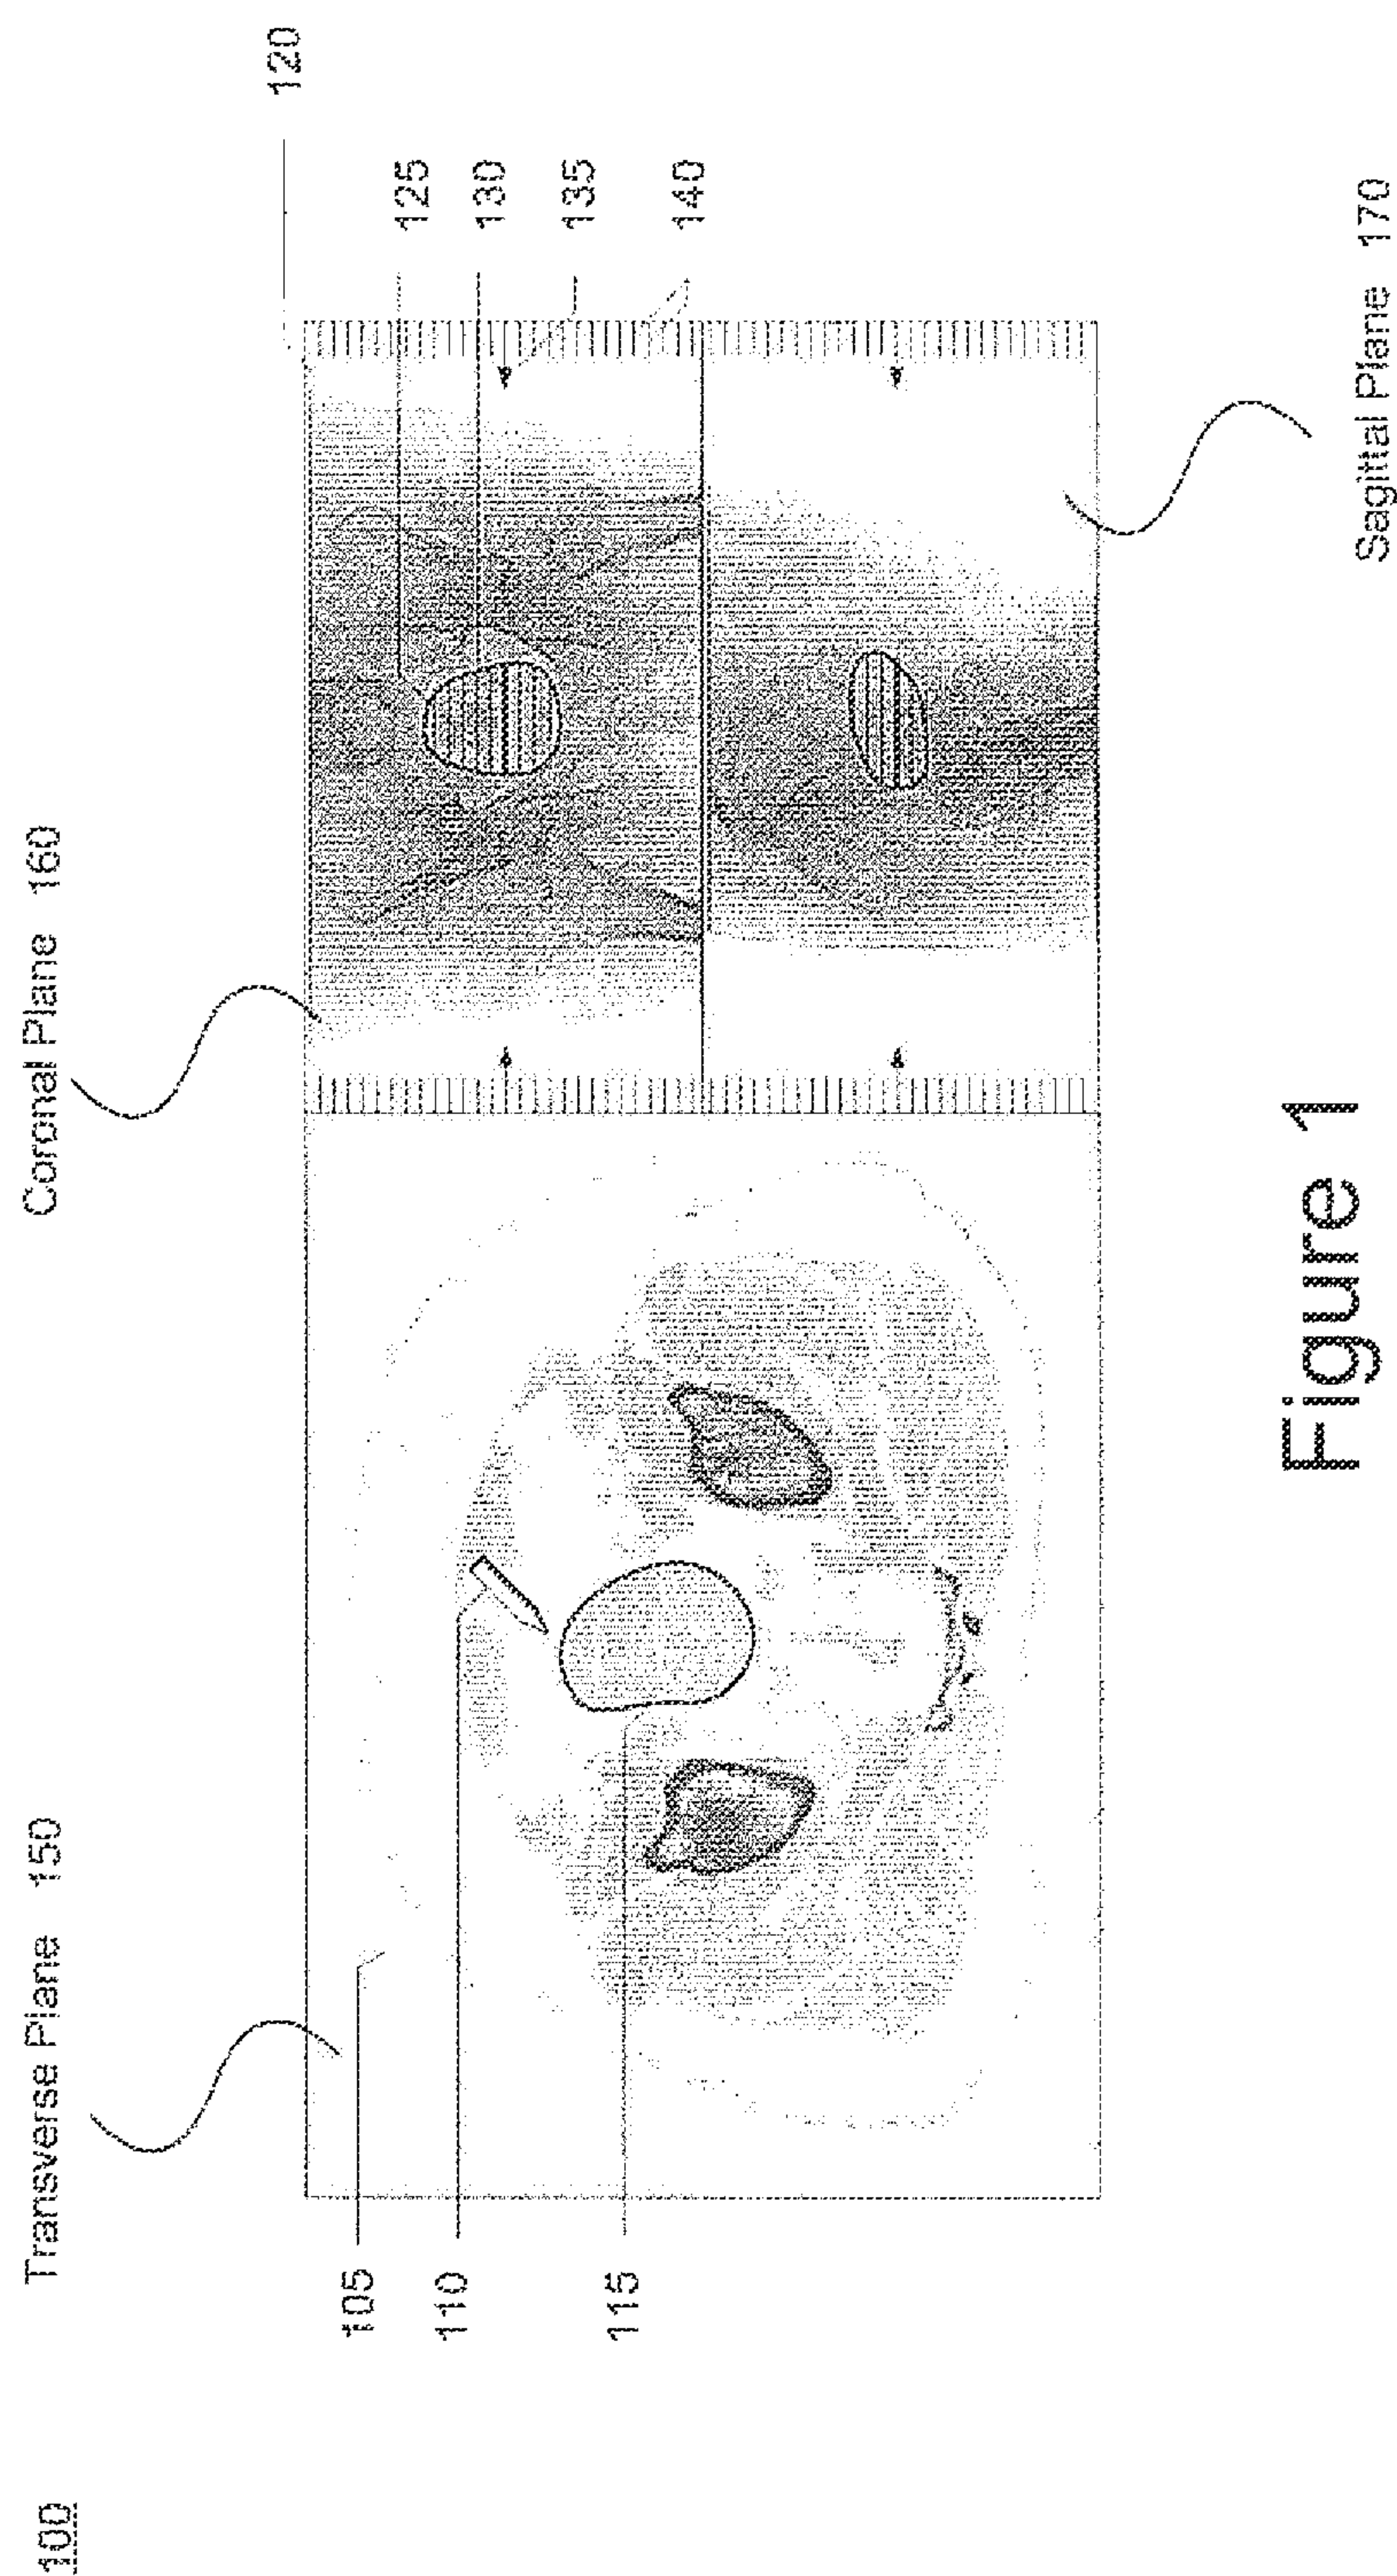 100
Transverse Plane 150
Coronal Plane 160
120
125
130
135
140
105
110
115
Sagittal Plane 170
Figure 1